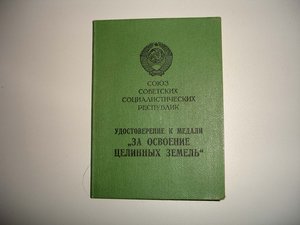 СОЮЗ
СОВЕТСКИХ
СОЦИАЛИСТИЧЕСКИХ
РЕСПУБЛИК
УДОСТОВЕРЕНИЕ К МЕДАЛИ
„ЗА ОСВОЕНИЕ
ЦЕЛИННЫХ ЗЕМЕЛЬ“